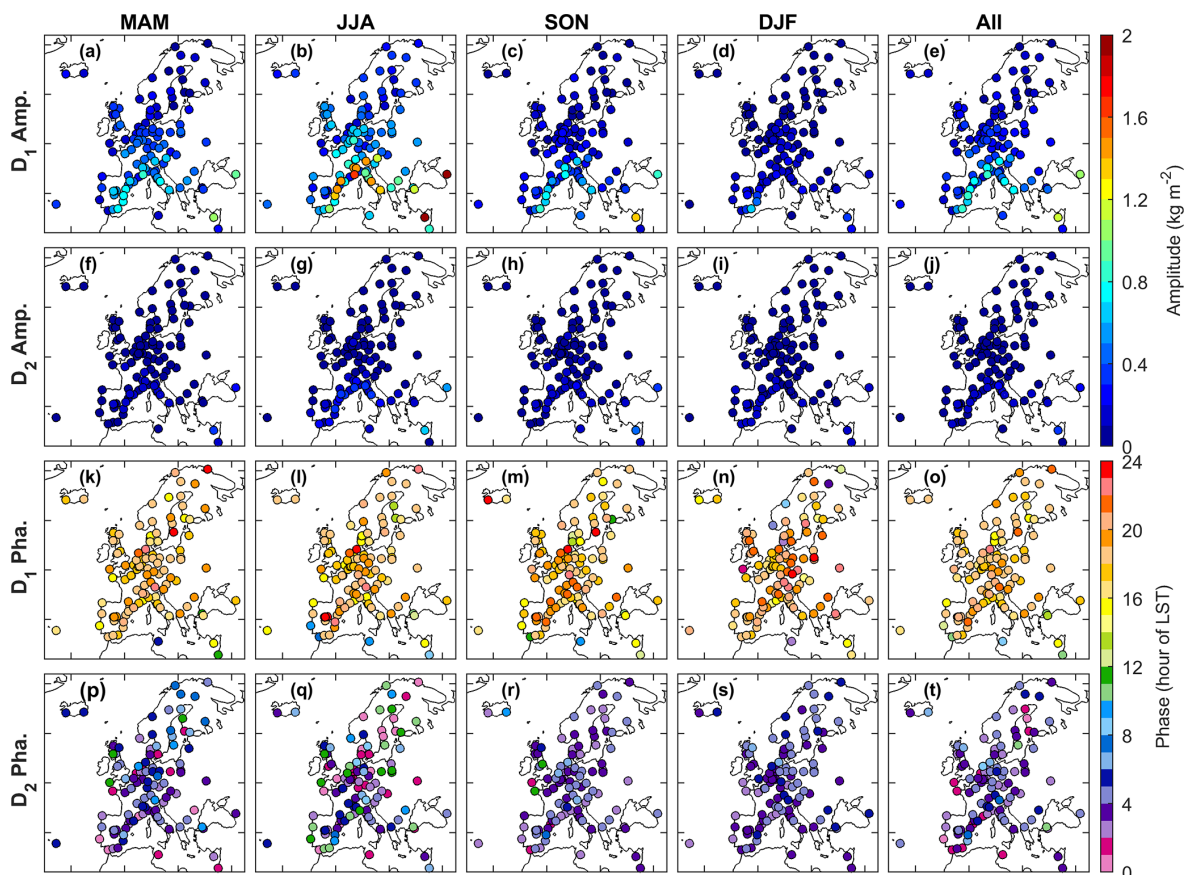 MAM JJA SON DJF All
D1 Amp. (a) (b) (c) (d) (e)
D2 Amp. (f) (g) (h) (i) (j)
2
1.6
1.2
0.8
0.4
0
Amplitude (kg m-2)
D1 Pha. (k) (l) (m) (n) (o)
D2 Pha. (p) (q) (r) (s) (t)
24
20
16
12
8
4
0
Phase (hour of LST)